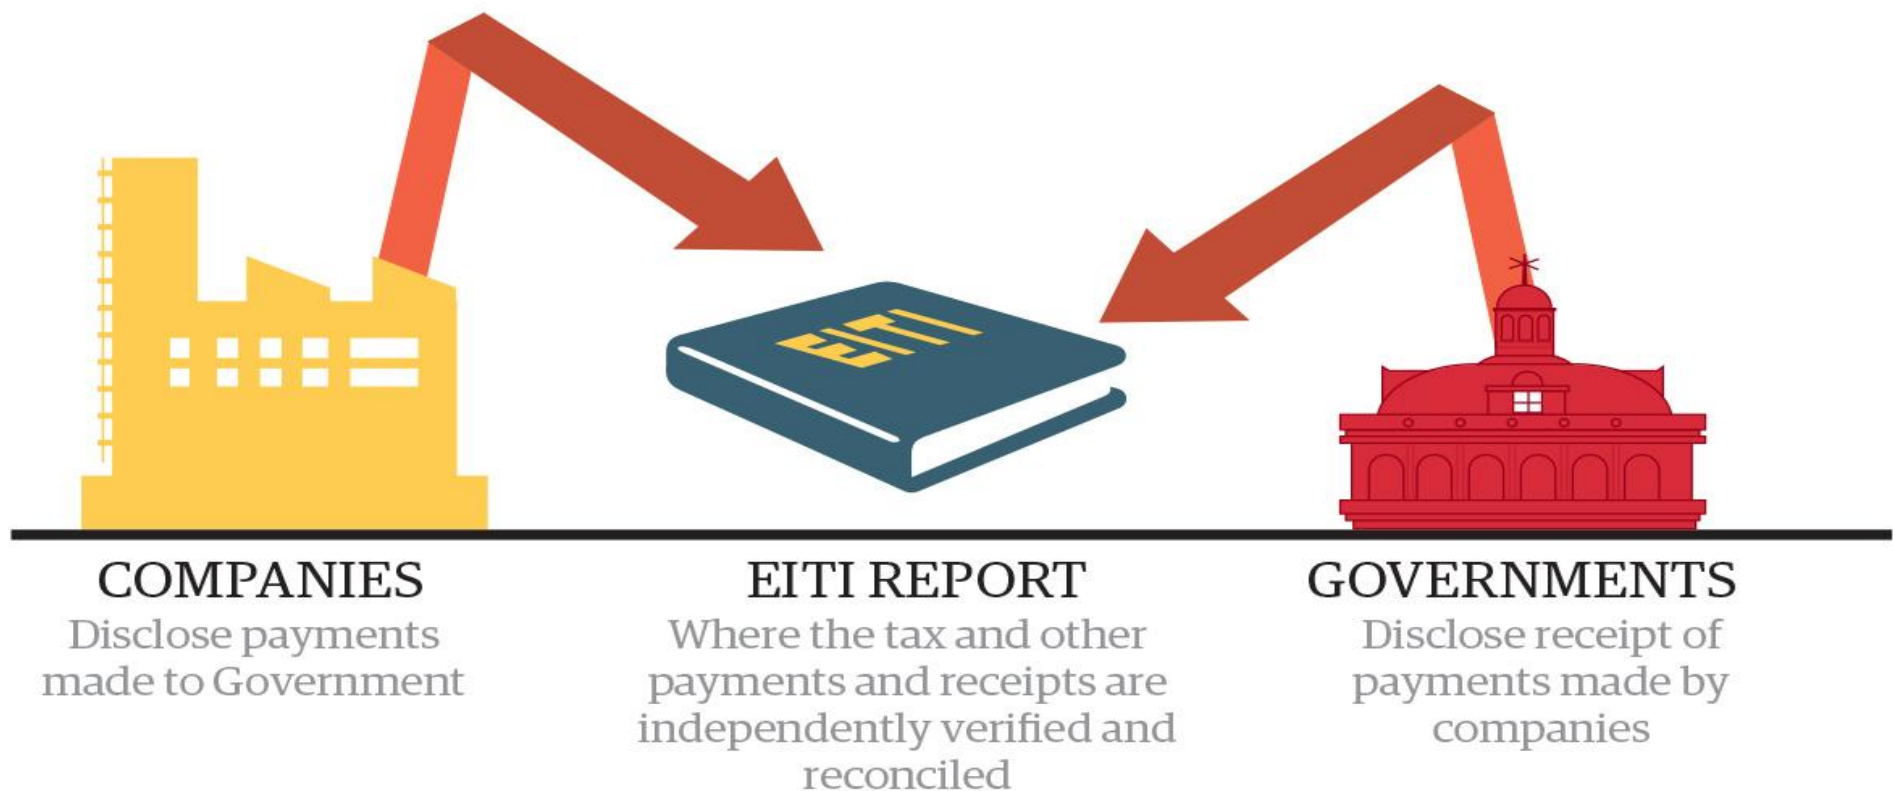 EITI
COMPANIES
Disclose payments
made to Government
EITI REPORT
Where the tax and other
payments and receipts are
independently verified and
reconciled
GOVERNMENTS
Disclose receipt of
payments made by
companies